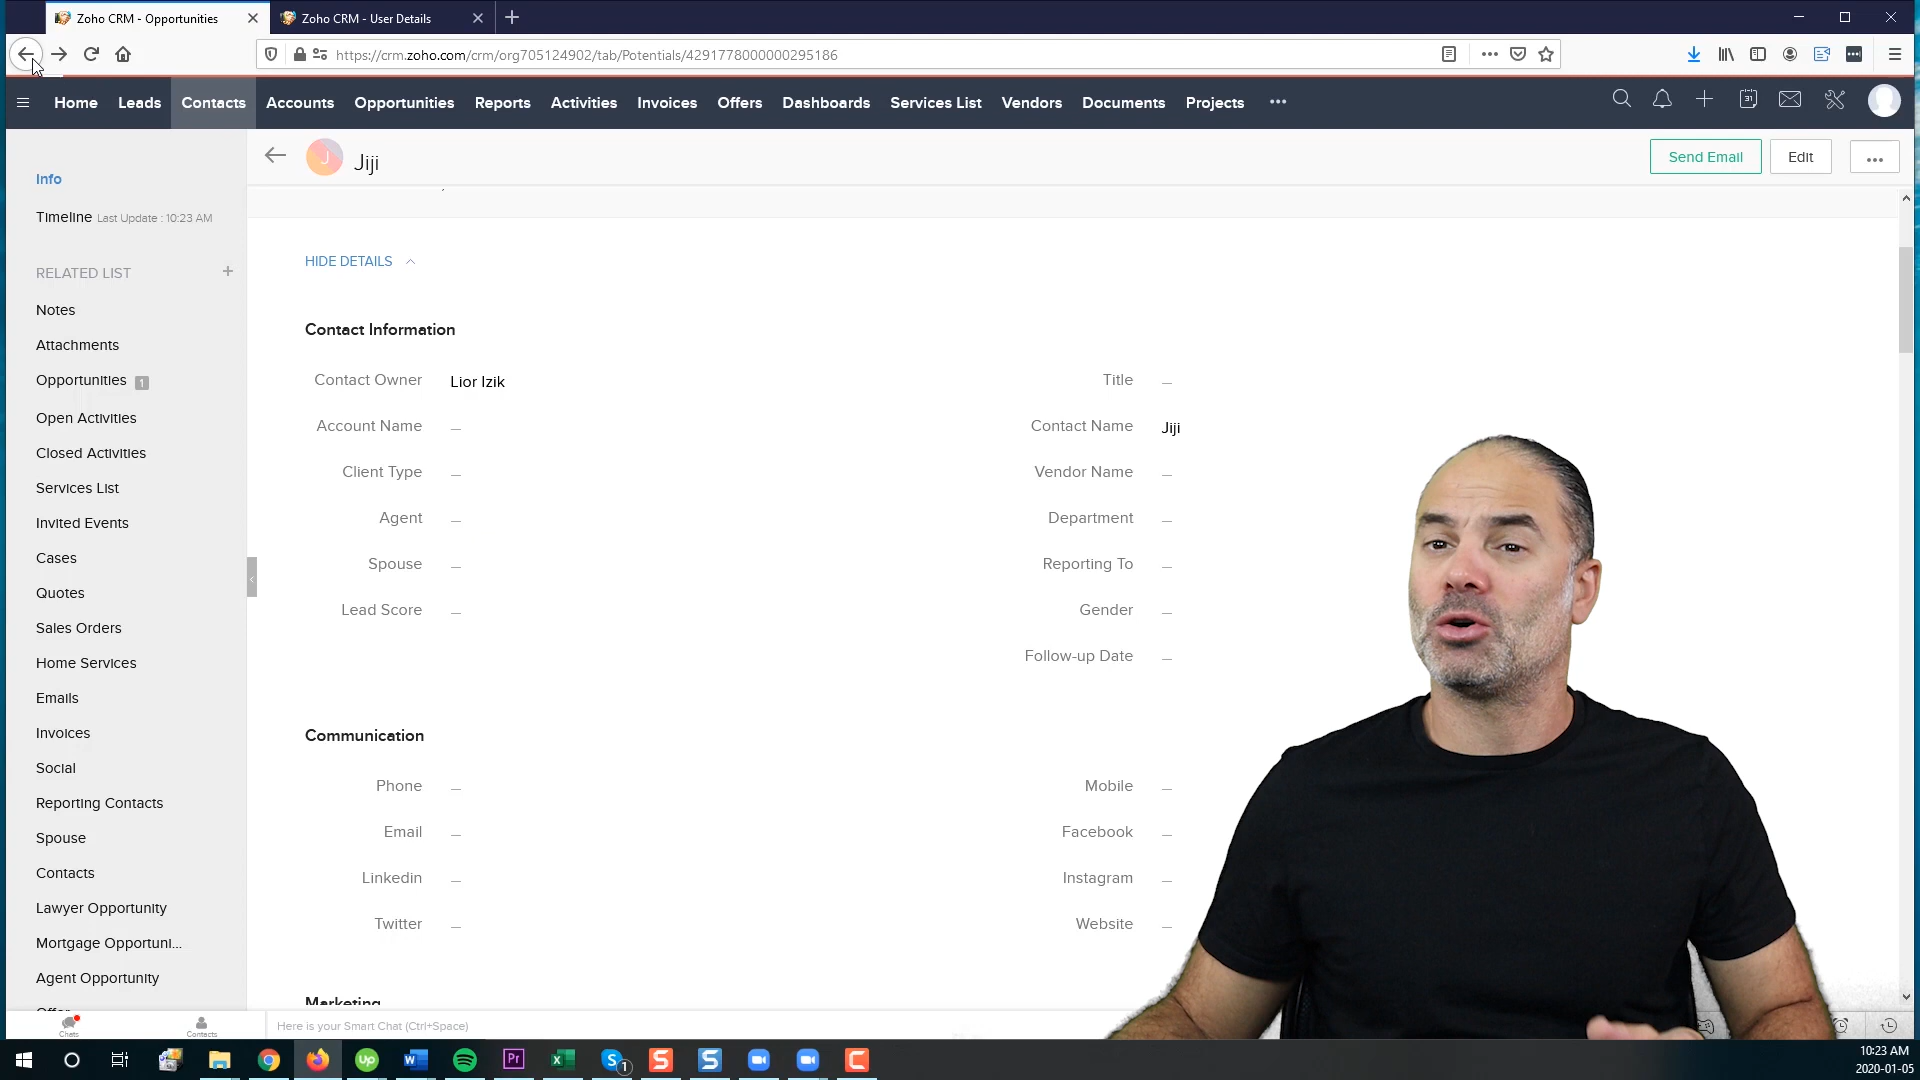 Zoho CRM - Opportunities
Zoho CRM - User Details
https://crm.zoho.com/crm/org705124902/tab/Potentials/4291778000000295186
Home Leads Contacts Accounts Opportunities Reports Activities Invoices Offers Dashboards Services List Vendors Documents Projects
31
J Jiji
Send Email Edit
Info
Timeline Last Update : 10:23 AM
RELATED LIST +
Notes
Attachments
Opportunities 1
Open Activities
Closed Activities
Services List
Invited Events
Cases
Quotes
Sales Orders
Home Services
Emails
Invoices
Social
Reporting Contacts
Spouse
Contacts
Lawyer Opportunity
Mortgage Opportuni...
Agent Opportunity
HIDE DETAILS
Contact Information
Contact Owner Lior Izik
Title —
Account Name —
Contact Name Jiji
Client Type —
Vendor Name —
Agent —
Department —
Spouse —
Reporting To —
Lead Score —
Gender —
Follow-up Date —
Communication
Phone —
Mobile —
Email —
Facebook —
Linkedin —
Instagram —
Twitter —
Website —
Marketing
Chats
Contacts
Here is your Smart Chat (Ctrl+Space)
up
W
Pr
X
S 1
S
S
C
10:23 AM
2020-01-05